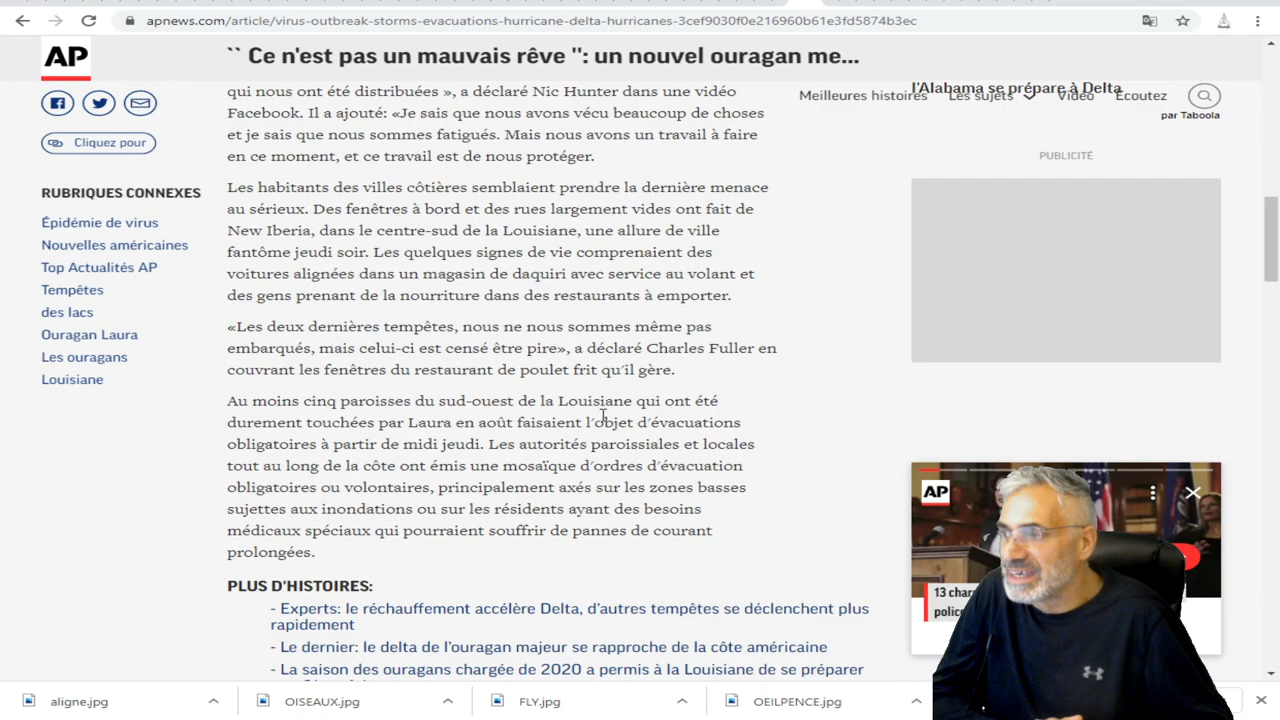 apnews.com/article/virus-outbreak-storms-evacuations-hurricane-delta-hurricanes-3cef9030f0e216960b61e3fd5874b3ec
AP
`` Ce n'est pas un mauvais rêve '': un nouvel ouragan me...
Meilleures histoires
Les sujets
Vidéo
Écoutez
l'Alabama se prépare à Delta
par Taboola
Cliquez pour
RUBRIQUES CONNEXES
Épidémie de virus
Nouvelles américaines
Top Actualités AP
Tempêtes
des lacs
Ouragan Laura
Les ouragans
Louisiane
qui nous ont été distribuées », a déclaré Nic Hunter dans une vidéo
Facebook. Il a ajouté: «Je sais que nous avons vécu beaucoup de choses
et je sais que nous sommes fatigués. Mais nous avons un travail à faire
en ce moment, et ce travail est de nous protéger.
Les habitants des villes côtières semblaient prendre la dernière menace
au sérieux. Des fenêtres à bord et des rues largement vides ont fait de
New Iberia, dans le centre-sud de la Louisiane, une allure de ville
fantôme jeudi soir. Les quelques signes de vie comprenaient des
voitures alignées dans un magasin de daquiri avec service au volant et
des gens prenant de la nourriture dans des restaurants à emporter.
«Les deux dernières tempêtes, nous ne nous sommes même pas
embarqués, mais celui-ci est censé être pire», a déclaré Charles Fuller en
couvrant les fenêtres du restaurant de poulet frit qu'il gère.
Au moins cinq paroisses du sud-ouest de la Louisiane qui ont été
durement touchées par Laura en août faisaient l'objet d'évacuations
obligatoires à partir de midi jeudi. Les autorités paroissiales et locales
tout au long de la côte ont émis une mosaïque d'ordres d'évacuation
obligatoires ou volontaires, principalement axés sur les zones basses
sujettes aux inondations ou sur les résidents ayant des besoins
médicaux spéciaux qui pourraient souffrir de pannes de courant
prolongées.
PLUS D'HISTOIRES:
- Experts: le réchauffement accélère Delta, d'autres tempêtes se déclenchent plus
rapidement
- Le dernier: le delta de l'ouragan majeur se rapproche de la côte américaine
- La saison des ouragans chargée de 2020 a permis à la Louisiane de se préparer
PUBLICITÉ
AP
13
aligne.jpg
OISEAUX.jpg
FLY.jpg
OEILPENCE.jpg